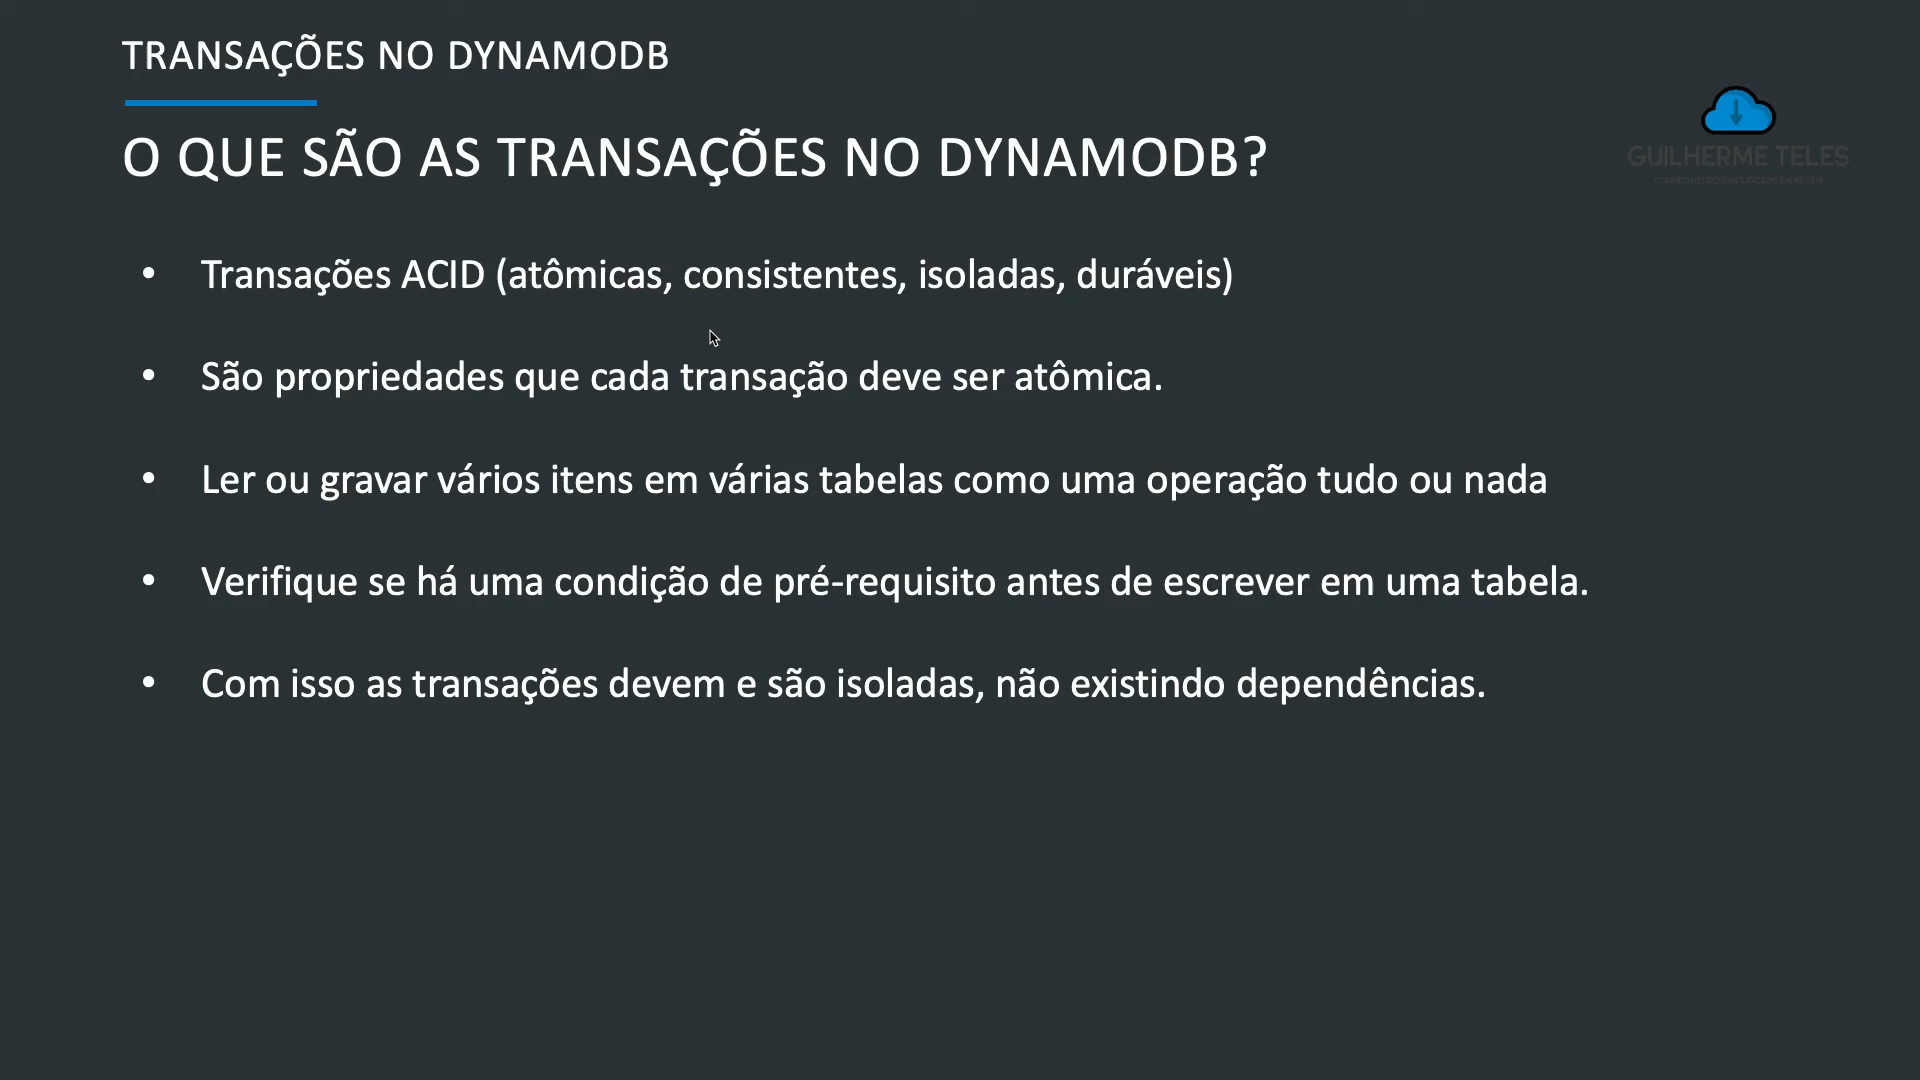 TRANSAÇÕES NO DYNAMODB
O QUE SÃO AS TRANSAÇÕES NO DYNAMODB?
GUILHERME TELES
• Transações ACID (atômicas, consistentes, isoladas, duráveis)
• São propriedades que cada transação deve ser atômica.
• Ler ou gravar vários itens em várias tabelas como uma operação tudo ou nada
• Verifique se há uma condição de pré-requisito antes de escrever em uma tabela.
• Com isso as transações devem e são isoladas, não existindo dependências.